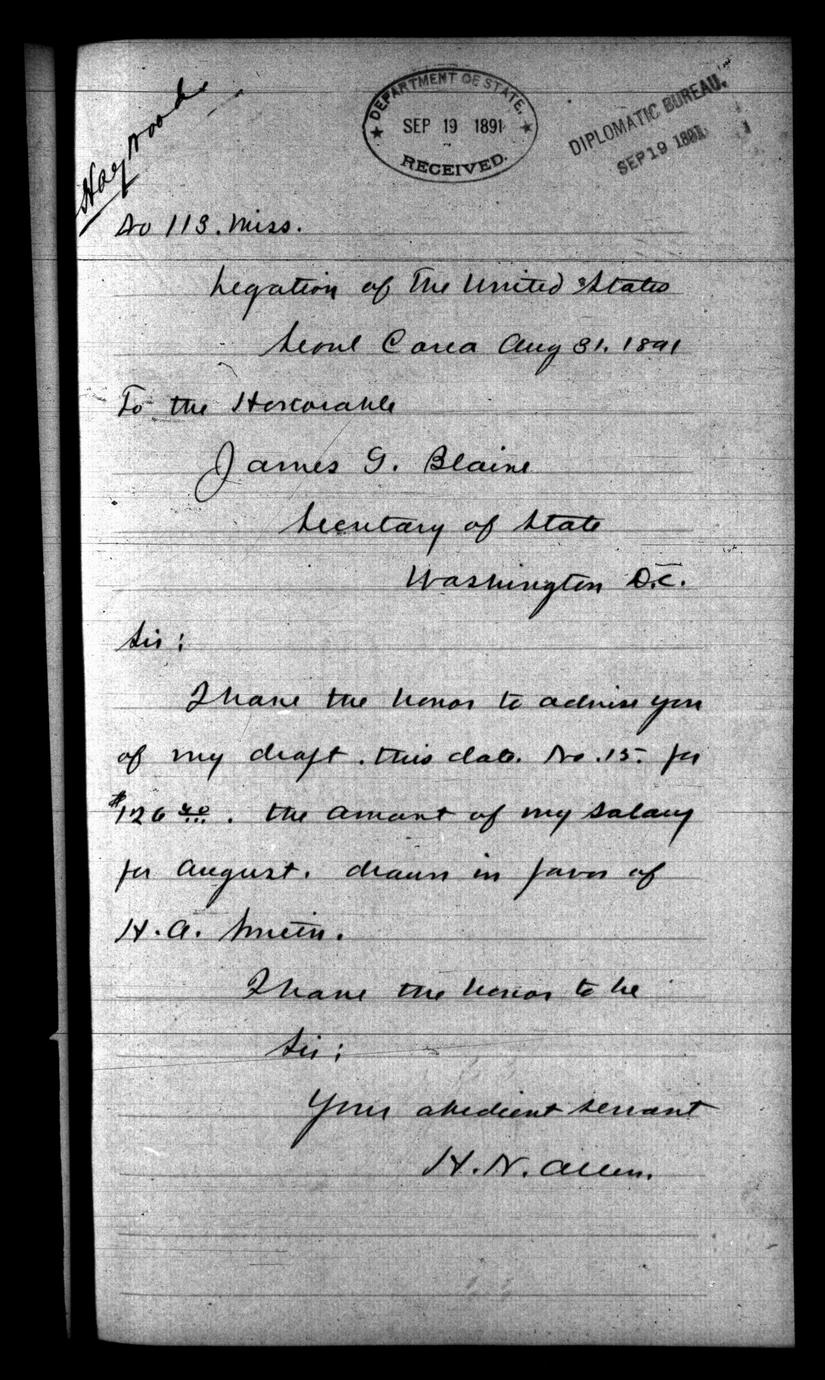 Haywood
DEPARTMENT OF STATE.
SEP 19 1891
RECEIVED.
DIPLOMATIC BUREAU.
SEP 19 1891
No 113. Miss.
Legation of The United States
Seoul Corea Aug 31. 1891
To the Honorable
James G. Blaine
Secretary of State
Washington D.C.
Sir:
I have the honor to advise you
of my draft. this date. No. 15. for
$126 the amount of my salary
for August. drawn in favor of
H. A.
I have the honor to be
Sir:
Your obedient servant
H. N. Allen.